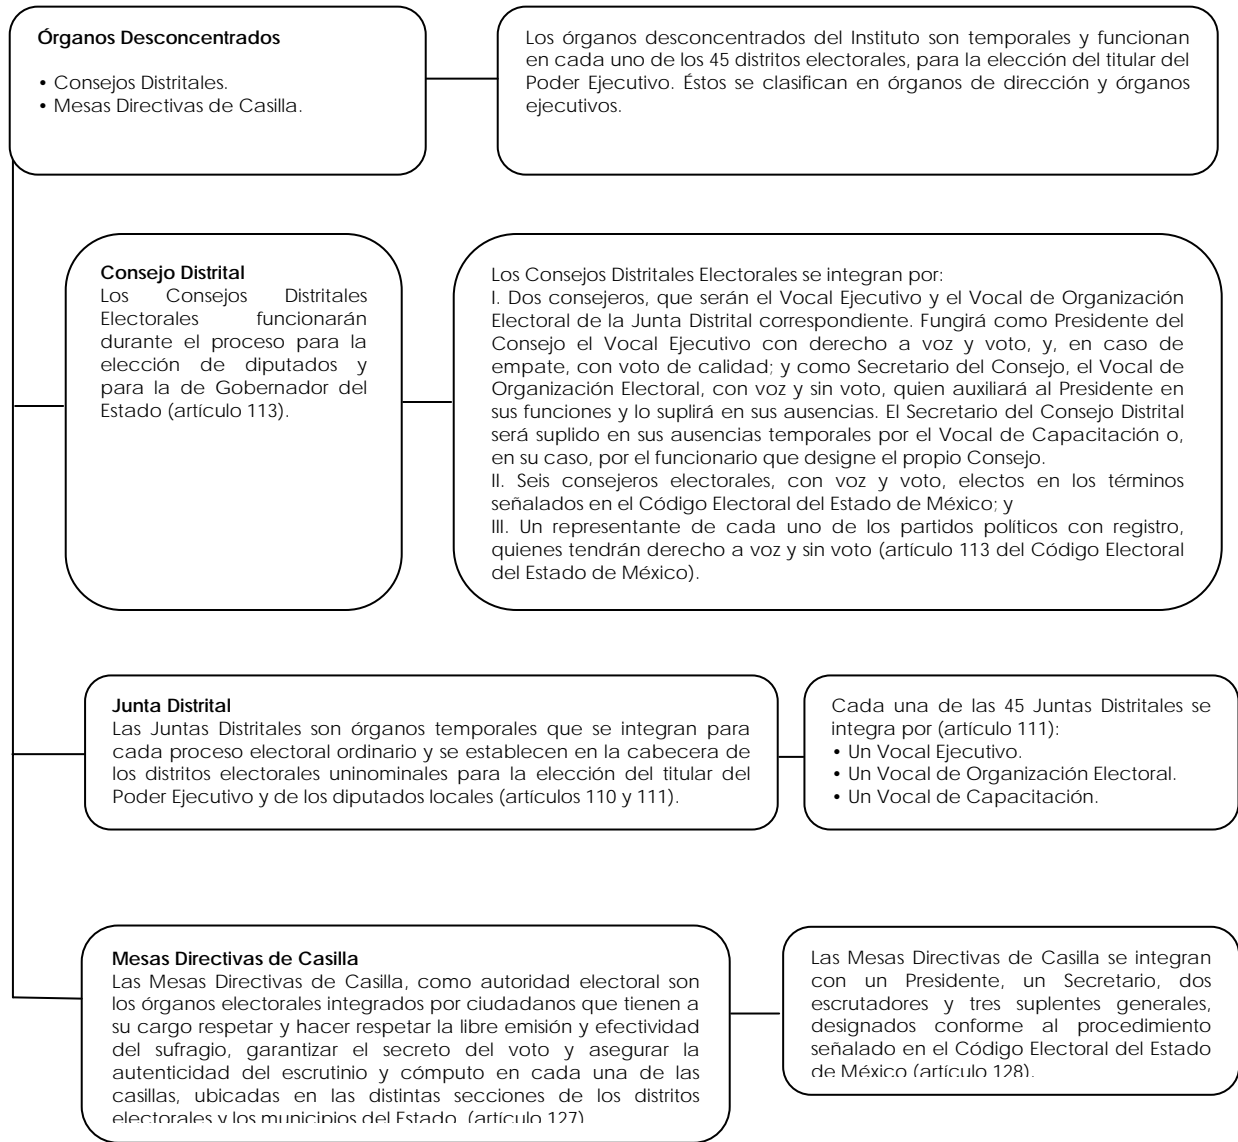 Órganos Desconcentrados
• Consejos Distritales.
• Mesas Directivas de Casilla.
Los órganos desconcentrados del Instituto son temporales y funcionan
en cada uno de los 45 distritos electorales, para la elección del titular del
Poder Ejecutivo. Éstos se clasifican en órganos de dirección y órganos
ejecutivos.
Consejo Distrital
Los Consejos Distritales
Electorales funcionarán
durante el proceso para la
elección de diputados y
para la de Gobernador del
Estado (artículo 113).
Los Consejos Distritales Electorales se integran por:
I. Dos consejeros, que serán el Vocal Ejecutivo y el Vocal de Organización
Electoral de la Junta Distrital correspondiente. Fungirá como Presidente del
Consejo el Vocal Ejecutivo con derecho a voz y voto, y, en caso de
empate, con voto de calidad; y como Secretario del Consejo, el Vocal de
Organización Electoral, con voz y sin voto, quien auxiliará al Presidente en
sus funciones y lo suplirá en sus ausencias. El Secretario del Consejo Distrital
será suplido en sus ausencias temporales por el Vocal de Capacitación o,
en su caso, por el funcionario que designe el propio Consejo.
II. Seis consejeros electorales, con voz y voto, electos en los términos
señalados en el Código Electoral del Estado de México; y
III. Un representante de cada uno de los partidos políticos con registro,
quienes tendrán derecho a voz y sin voto (artículo 113 del Código Electoral
del Estado de México).
Junta Distrital
Las Juntas Distritales son órganos temporales que se integran para
cada proceso electoral ordinario y se establecen en la cabecera de
los distritos electorales uninominales para la elección del titular del
Poder Ejecutivo y de los diputados locales (artículos 110 y 111).
Cada una de las 45 Juntas Distritales se
integra por (artículo 111):
• Un Vocal Ejecutivo.
• Un Vocal de Organización Electoral.
• Un Vocal de Capacitación.
Mesas Directivas de Casilla
Las Mesas Directivas de Casilla, como autoridad electoral son
los órganos electorales integrados por ciudadanos que tienen a
su cargo respetar y hacer respetar la libre emisión y efectividad
del sufragio, garantizar el secreto del voto y asegurar la
autenticidad del escrutinio y cómputo en cada una de las
casillas, ubicadas en las distintas secciones de los distritos
electorales y los municipios del Estado (artículo 127)
Las Mesas Directivas de Casilla se integran
con un Presidente, un Secretario, dos
escrutadores y tres suplentes generales,
designados conforme al procedimiento
señalado en el Código Electoral del Estado
de México (artículo 128).